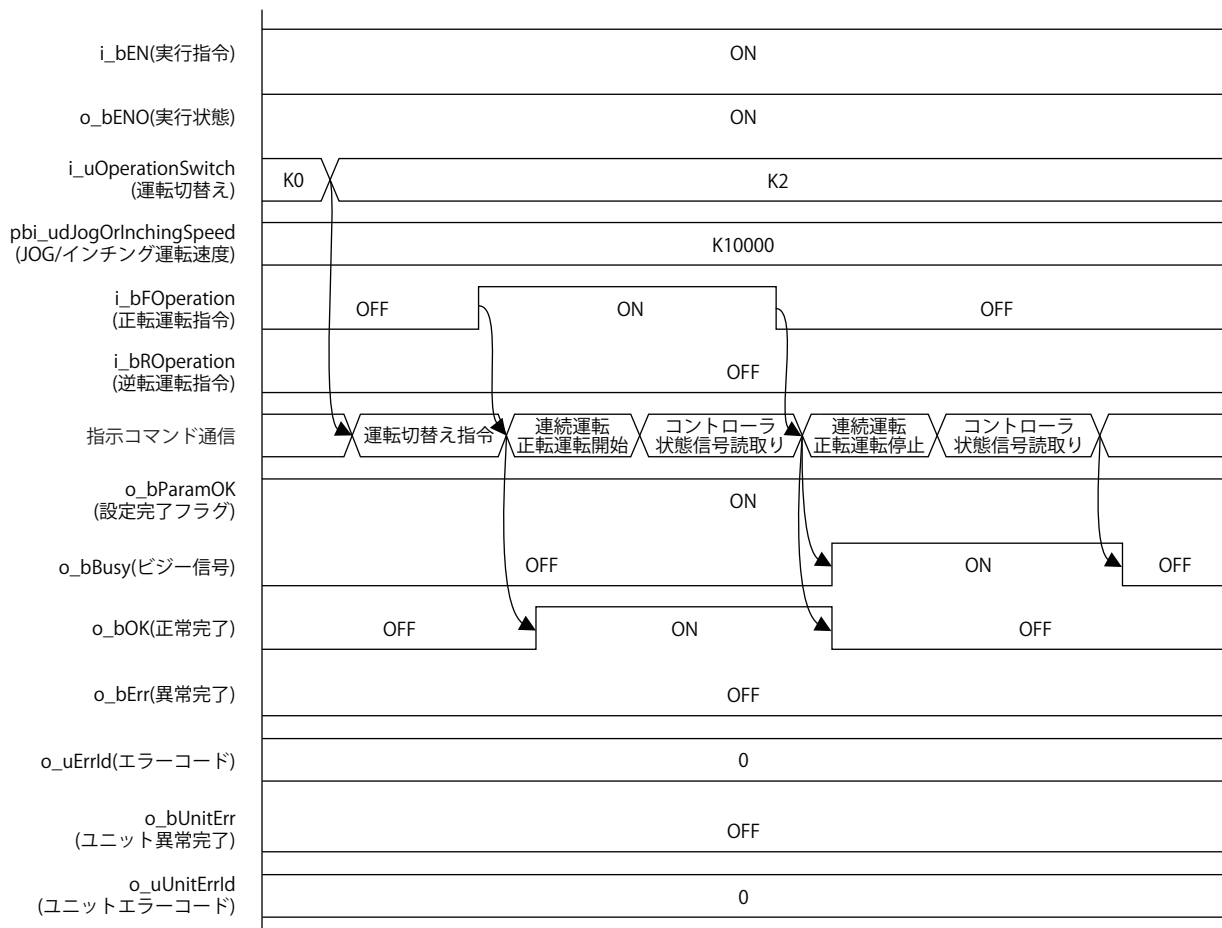 i_bEN(実行指令)
ON
o_bENO(実行状態)
ON
i_uOperationSwitch
(運転切替え)
K0
K2
pbi_udJogOrInchingSpeed
(JOG/インチング運転速度)
K10000
i_bFOperation
(正転運転指令)
OFF
ON
OFF
i_bROperation
(逆転運転指令)
OFF
指示コマンド通信
運転切替え指令
連続運転
正転運転開始
コントローラ
状態信号読取り
連続運転
正転運転停止
コントローラ
状態信号読取り
o_bParamOK
(設定完了フラグ)
ON
o_bBusy(ビジー信号)
OFF
ON
OFF
o_bOK(正常完了)
OFF
ON
OFF
o_bErr(異常完了)
OFF
o_uErrId(エラーコード)
0
o_bUnitErr
(ユニット異常完了)
OFF
o_uUnitErrId
(ユニットエラーコード)
0